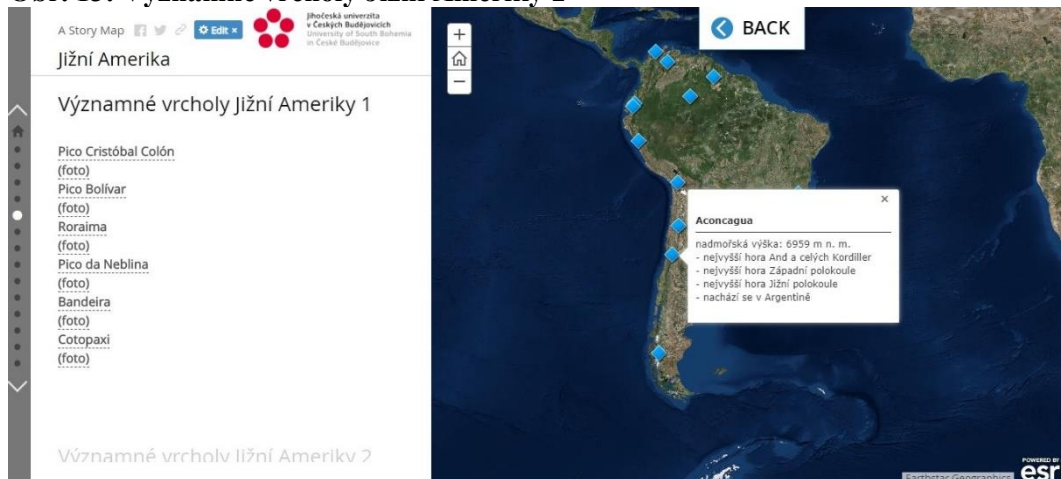 A Story Map
Edit ×
Jihočeská univerzita
v Českých Budějovicích
University of South Bohemia
in České Budějovice
Jižní Amerika
Významné vrcholy Jižní Ameriky 1
Pico Cristóbal Colón
(foto)
Pico Bolívar
(foto)
Roraima
(foto)
Pico da Neblina
(foto)
Bandeira
(foto)
Cotopaxi
(foto)
Významné vrcholy Jižní Ameriky 2
+
−
BACK
×
Aconcagua
nadmořská výška: 6959 m n. m.
- nejvyšší hora And a celých Kordiller
- nejvyšší hora Západní polokoule
- nejvyšší hora Jižní polokoule
- nachází se v Argentině
POWERED BY
esr
Earthstar Geographics